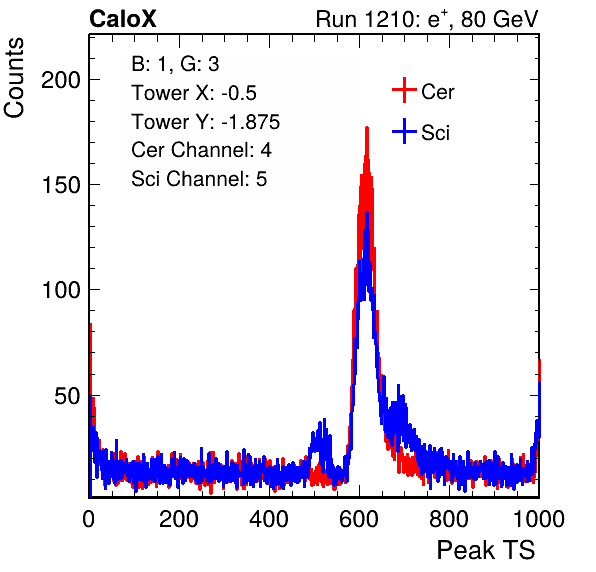 CaloX Run 1210: e+, 80 GeV
B: 1, G: 3
Tower X: -0.5
Tower Y: -1.875
Cer Channel: 4
Sci Channel: 5
Cer
Sci
Counts
200
150
100
50
0 200 400 600 800 1000
Peak TS